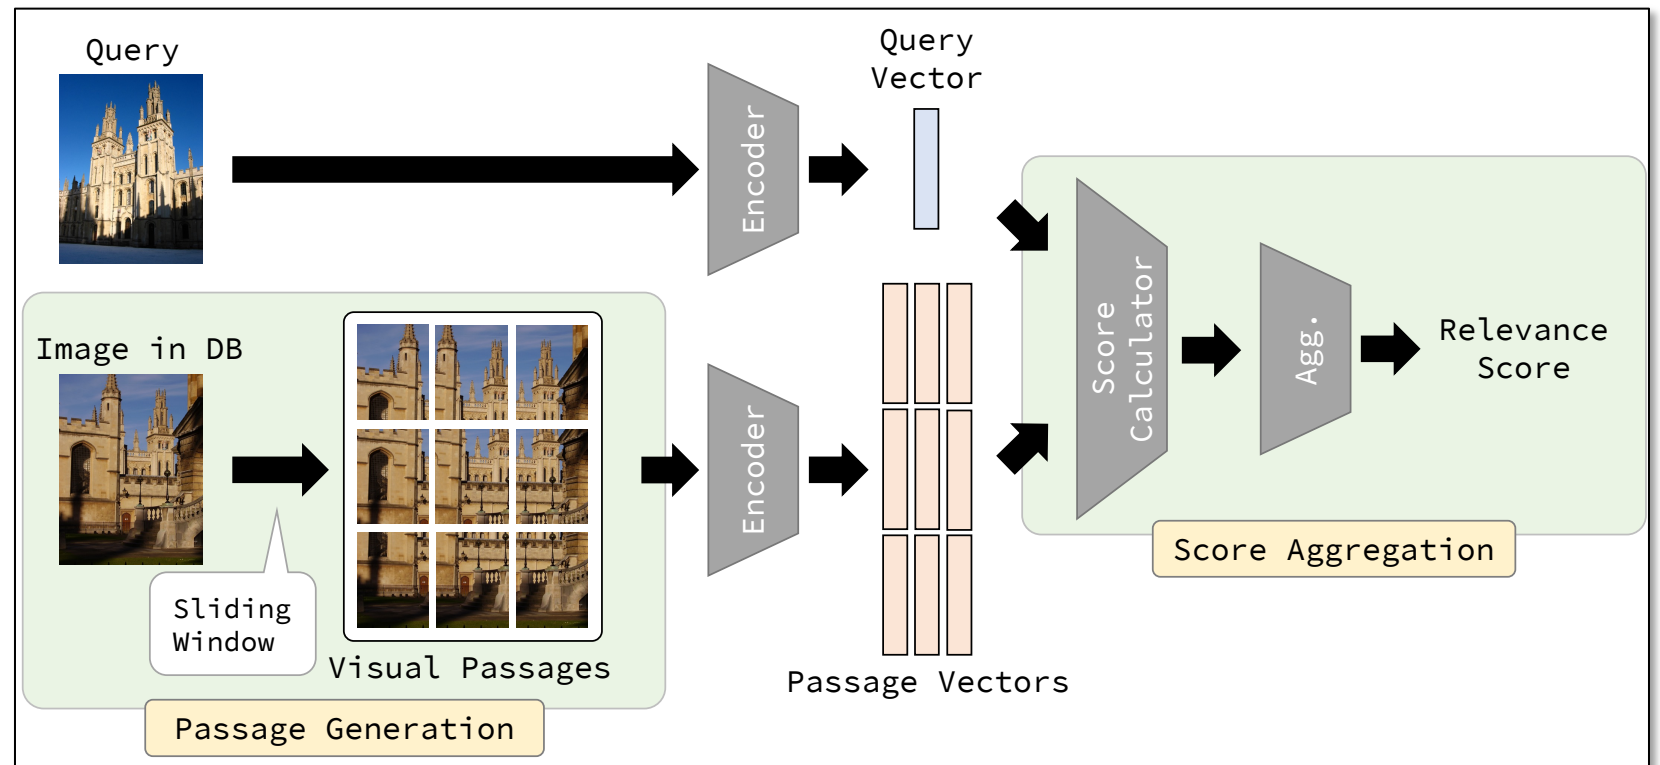 Query
Encoder
Query
Vector
Image in DB
Sliding
Window
Visual Passages
Passage Generation
Encoder
Passage Vectors
Score
Calculator
Agg.
Relevance
Score
Score Aggregation